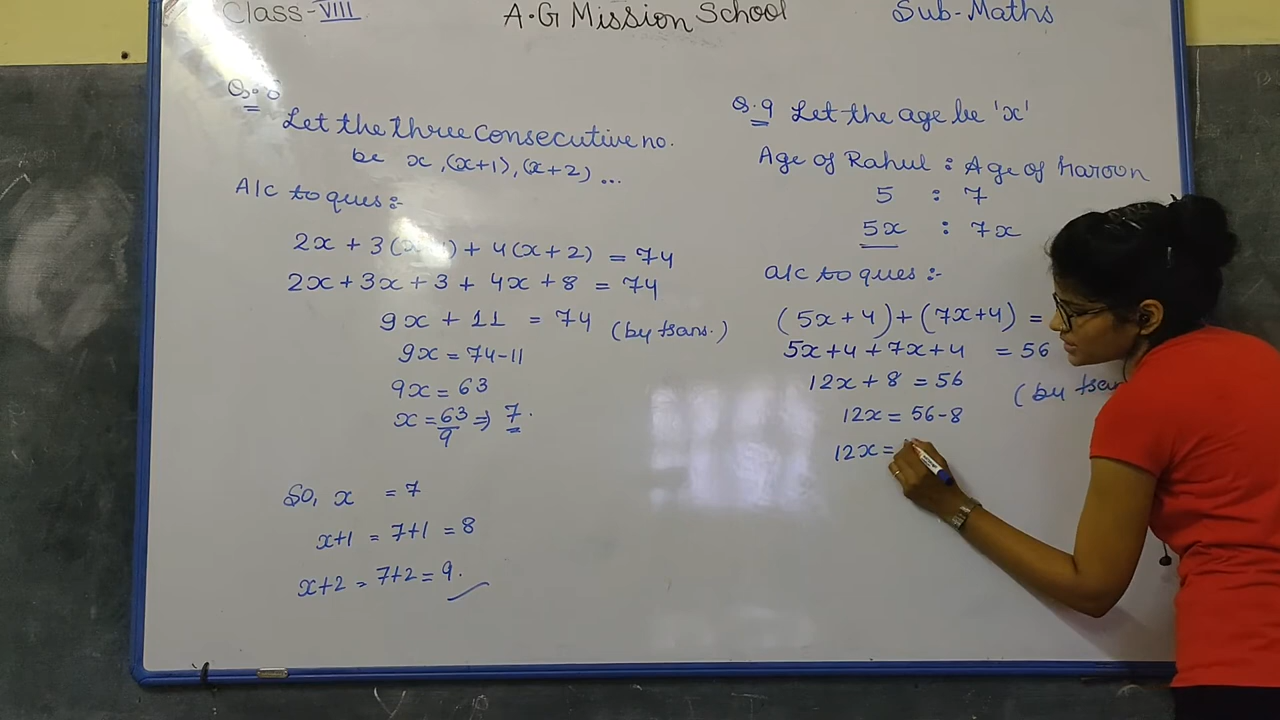 Class-VIII A.G Mission School Sub-Maths
Q.8
Let the three consecutive no.
be x, (x+1), (x+2) ...
A/c to ques:-
2x + 3( ) + 4(x+2) = 74
2x + 3x + 3 + 4x + 8 = 74
9x + 11 = 74 (by tsans.)
9x = 74-11
9x = 63
x = 63/9 ⇒ 7.
So, x = 7
x+1 = 7+1 = 8
x+2 = 7+2 = 9.
Q.9 Let the age be 'x'
Age of Rahul : Age of Haroon
5 : 7
5x : 7x
a/c to ques:-
(5x+4)+(7x+4) =
5x+4+7x+4 = 56
12x + 8 = 56 (by tsan
12x = 56-8
12x =